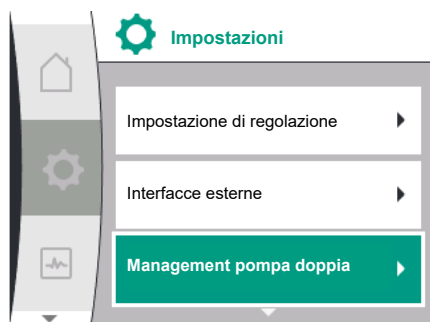 Impostazioni
Impostazione di regolazione
Interfacce esterne
Management pompa doppia